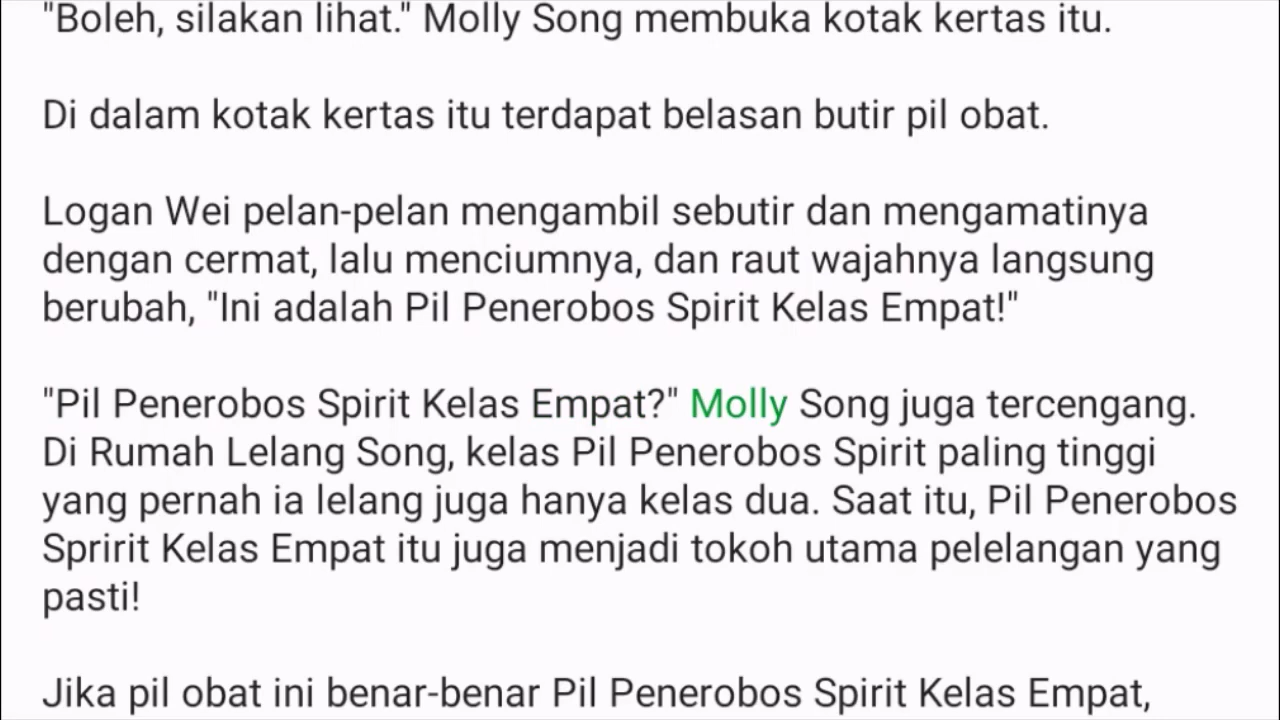 "Boleh, silakan lihat." Molly Song membuka kotak kertas itu.
Di dalam kotak kertas itu terdapat belasan butir pil obat.
Logan Wei pelan-pelan mengambil sebutir dan mengamatinya
dengan cermat, lalu menciumnya, dan raut wajahnya langsung
berubah, "Ini adalah Pil Penerobos Spirit Kelas Empat!"
"Pil Penerobos Spirit Kelas Empat?" Molly Song juga tercengang.
Di Rumah Lelang Song, kelas Pil Penerobos Spirit paling tinggi
yang pernah ia lelang juga hanya kelas dua. Saat itu, Pil Penerobos
Spririt Kelas Empat itu juga menjadi tokoh utama pelelangan yang
pasti!
Jika pil obat ini benar-benar Pil Penerobos Spirit Kelas Empat,